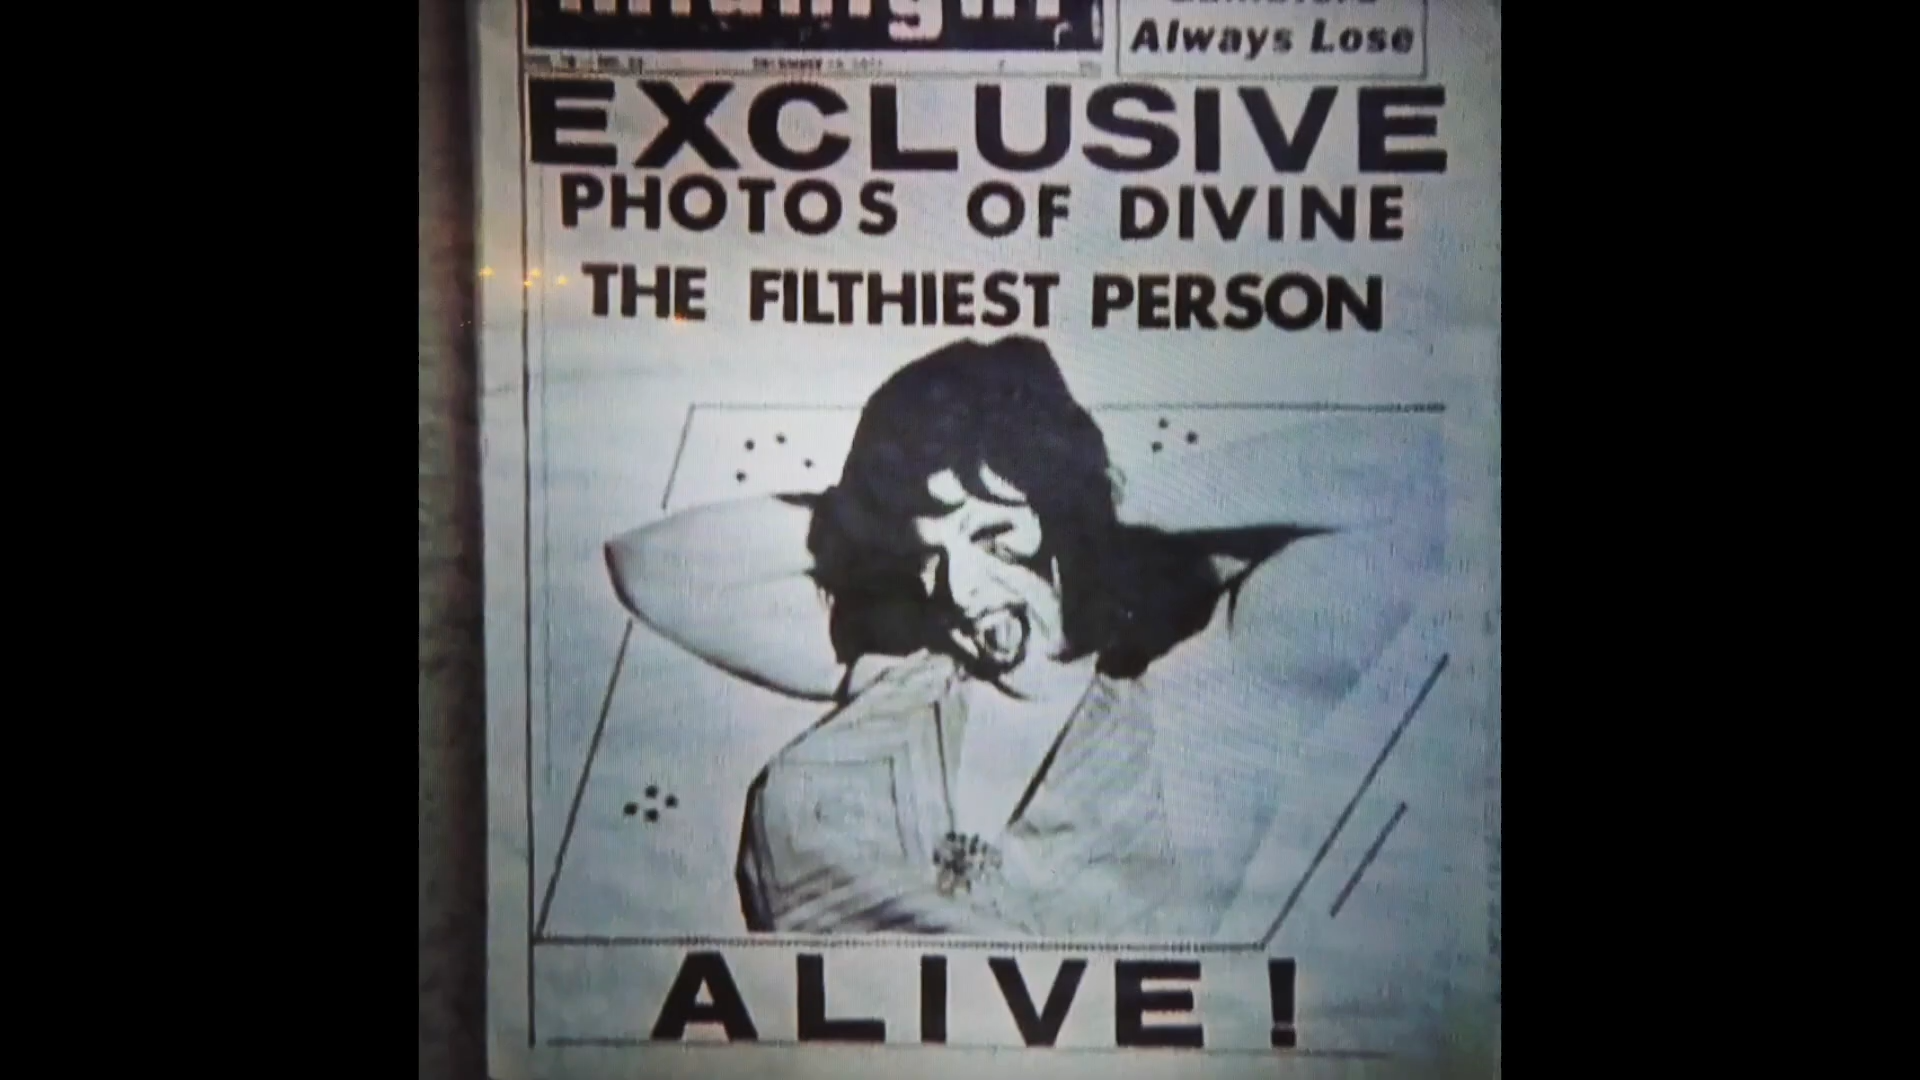 Always Lose
EXCLUSIVE
PHOTOS OF DIVINE
THE FILTHIEST PERSON
ALIVE!